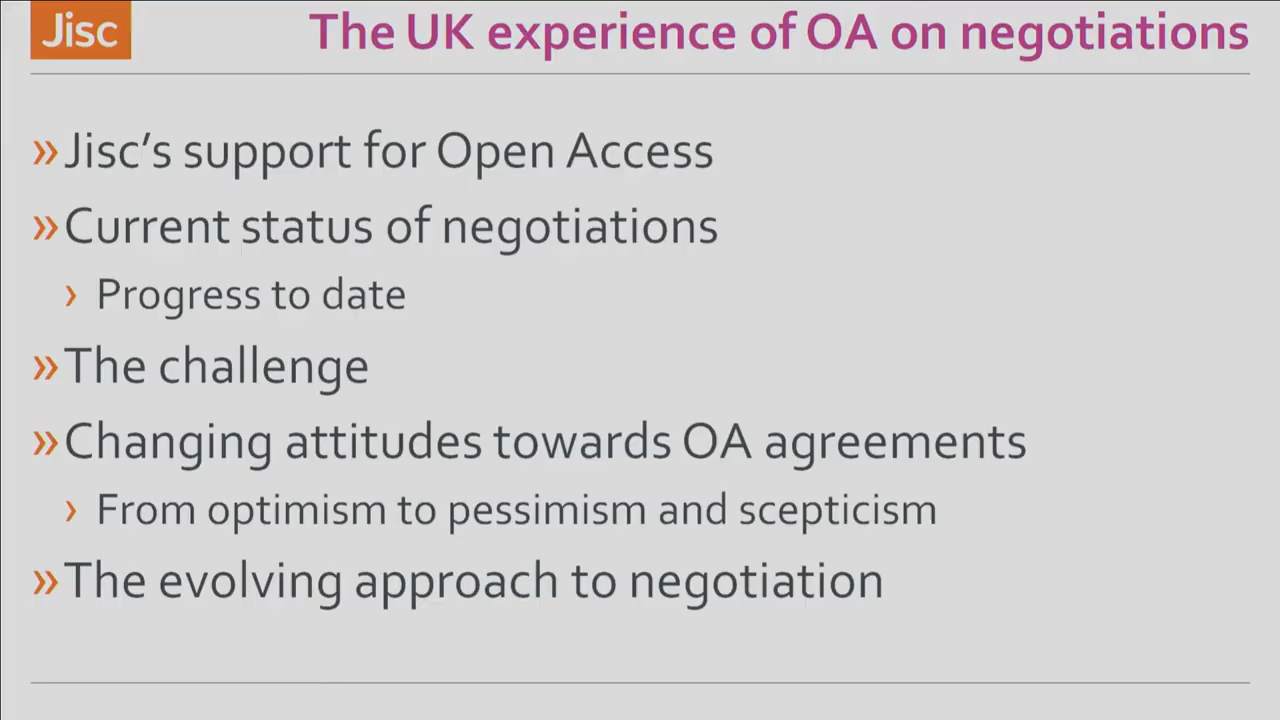 Jisc
The UK experience of OA on negotiations
» Jisc's support for Open Access
» Current status of negotiations
› Progress to date
» The challenge
» Changing attitudes towards OA agreements
› From optimism to pessimism and scepticism
» The evolving approach to negotiation